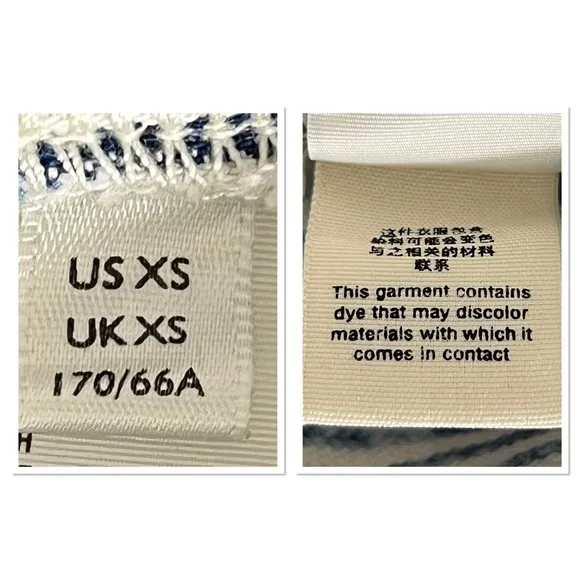 US XS
UK XS
170/66A
H
这件衣服包含
染料可能会变色
与之相关的材料
联系
This garment contains
dye that may discolor
materials with which it
comes in contact